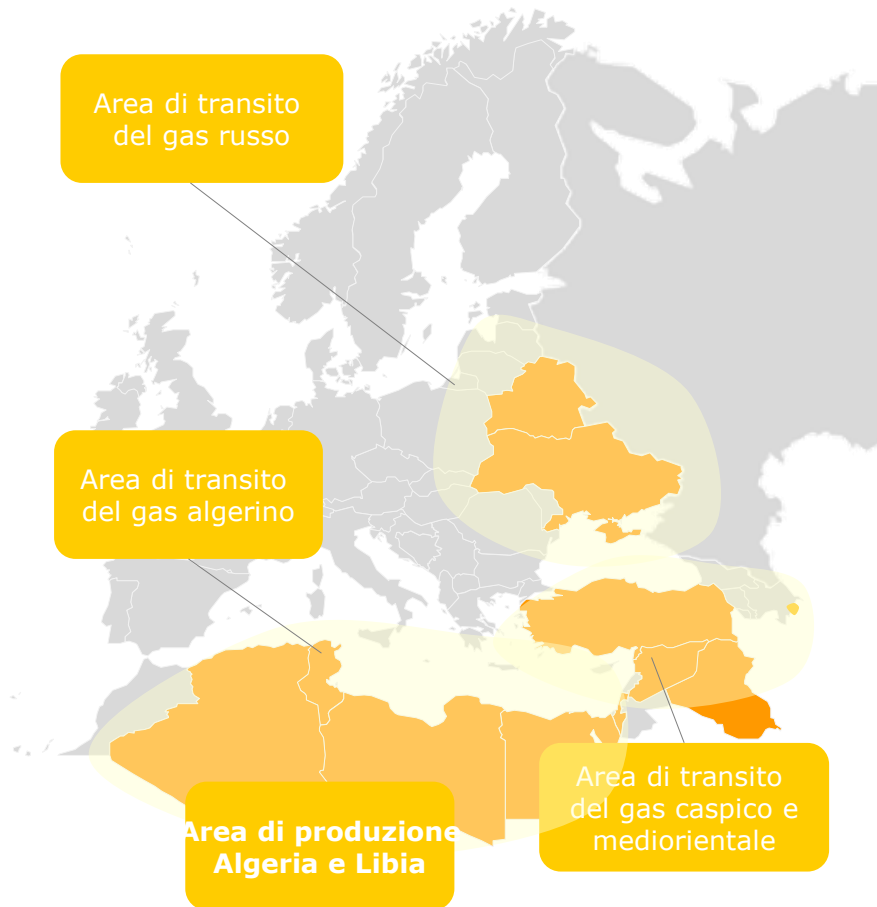 Area di transito
del gas russo
Area di transito
del gas algerino
Area di produzione
Algeria e Libia
Area di transito
del gas caspico e
mediorientale